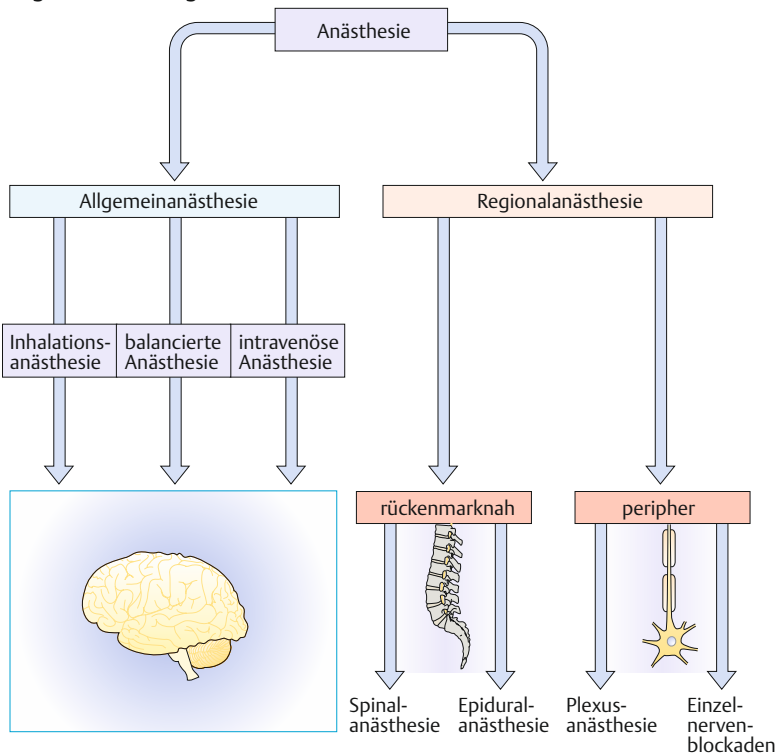 Anästhesie
Allgemeinanästhesie
Regionalanästhesie
Inhalations-
anästhesie
balancierte
Anästhesie
intravenöse
Anästhesie
rückenmarknah
peripher
Spinal-
anästhesie
Epidural-
anästhesie
Plexus-
anästhesie
Einzel-
nerven-
blockaden